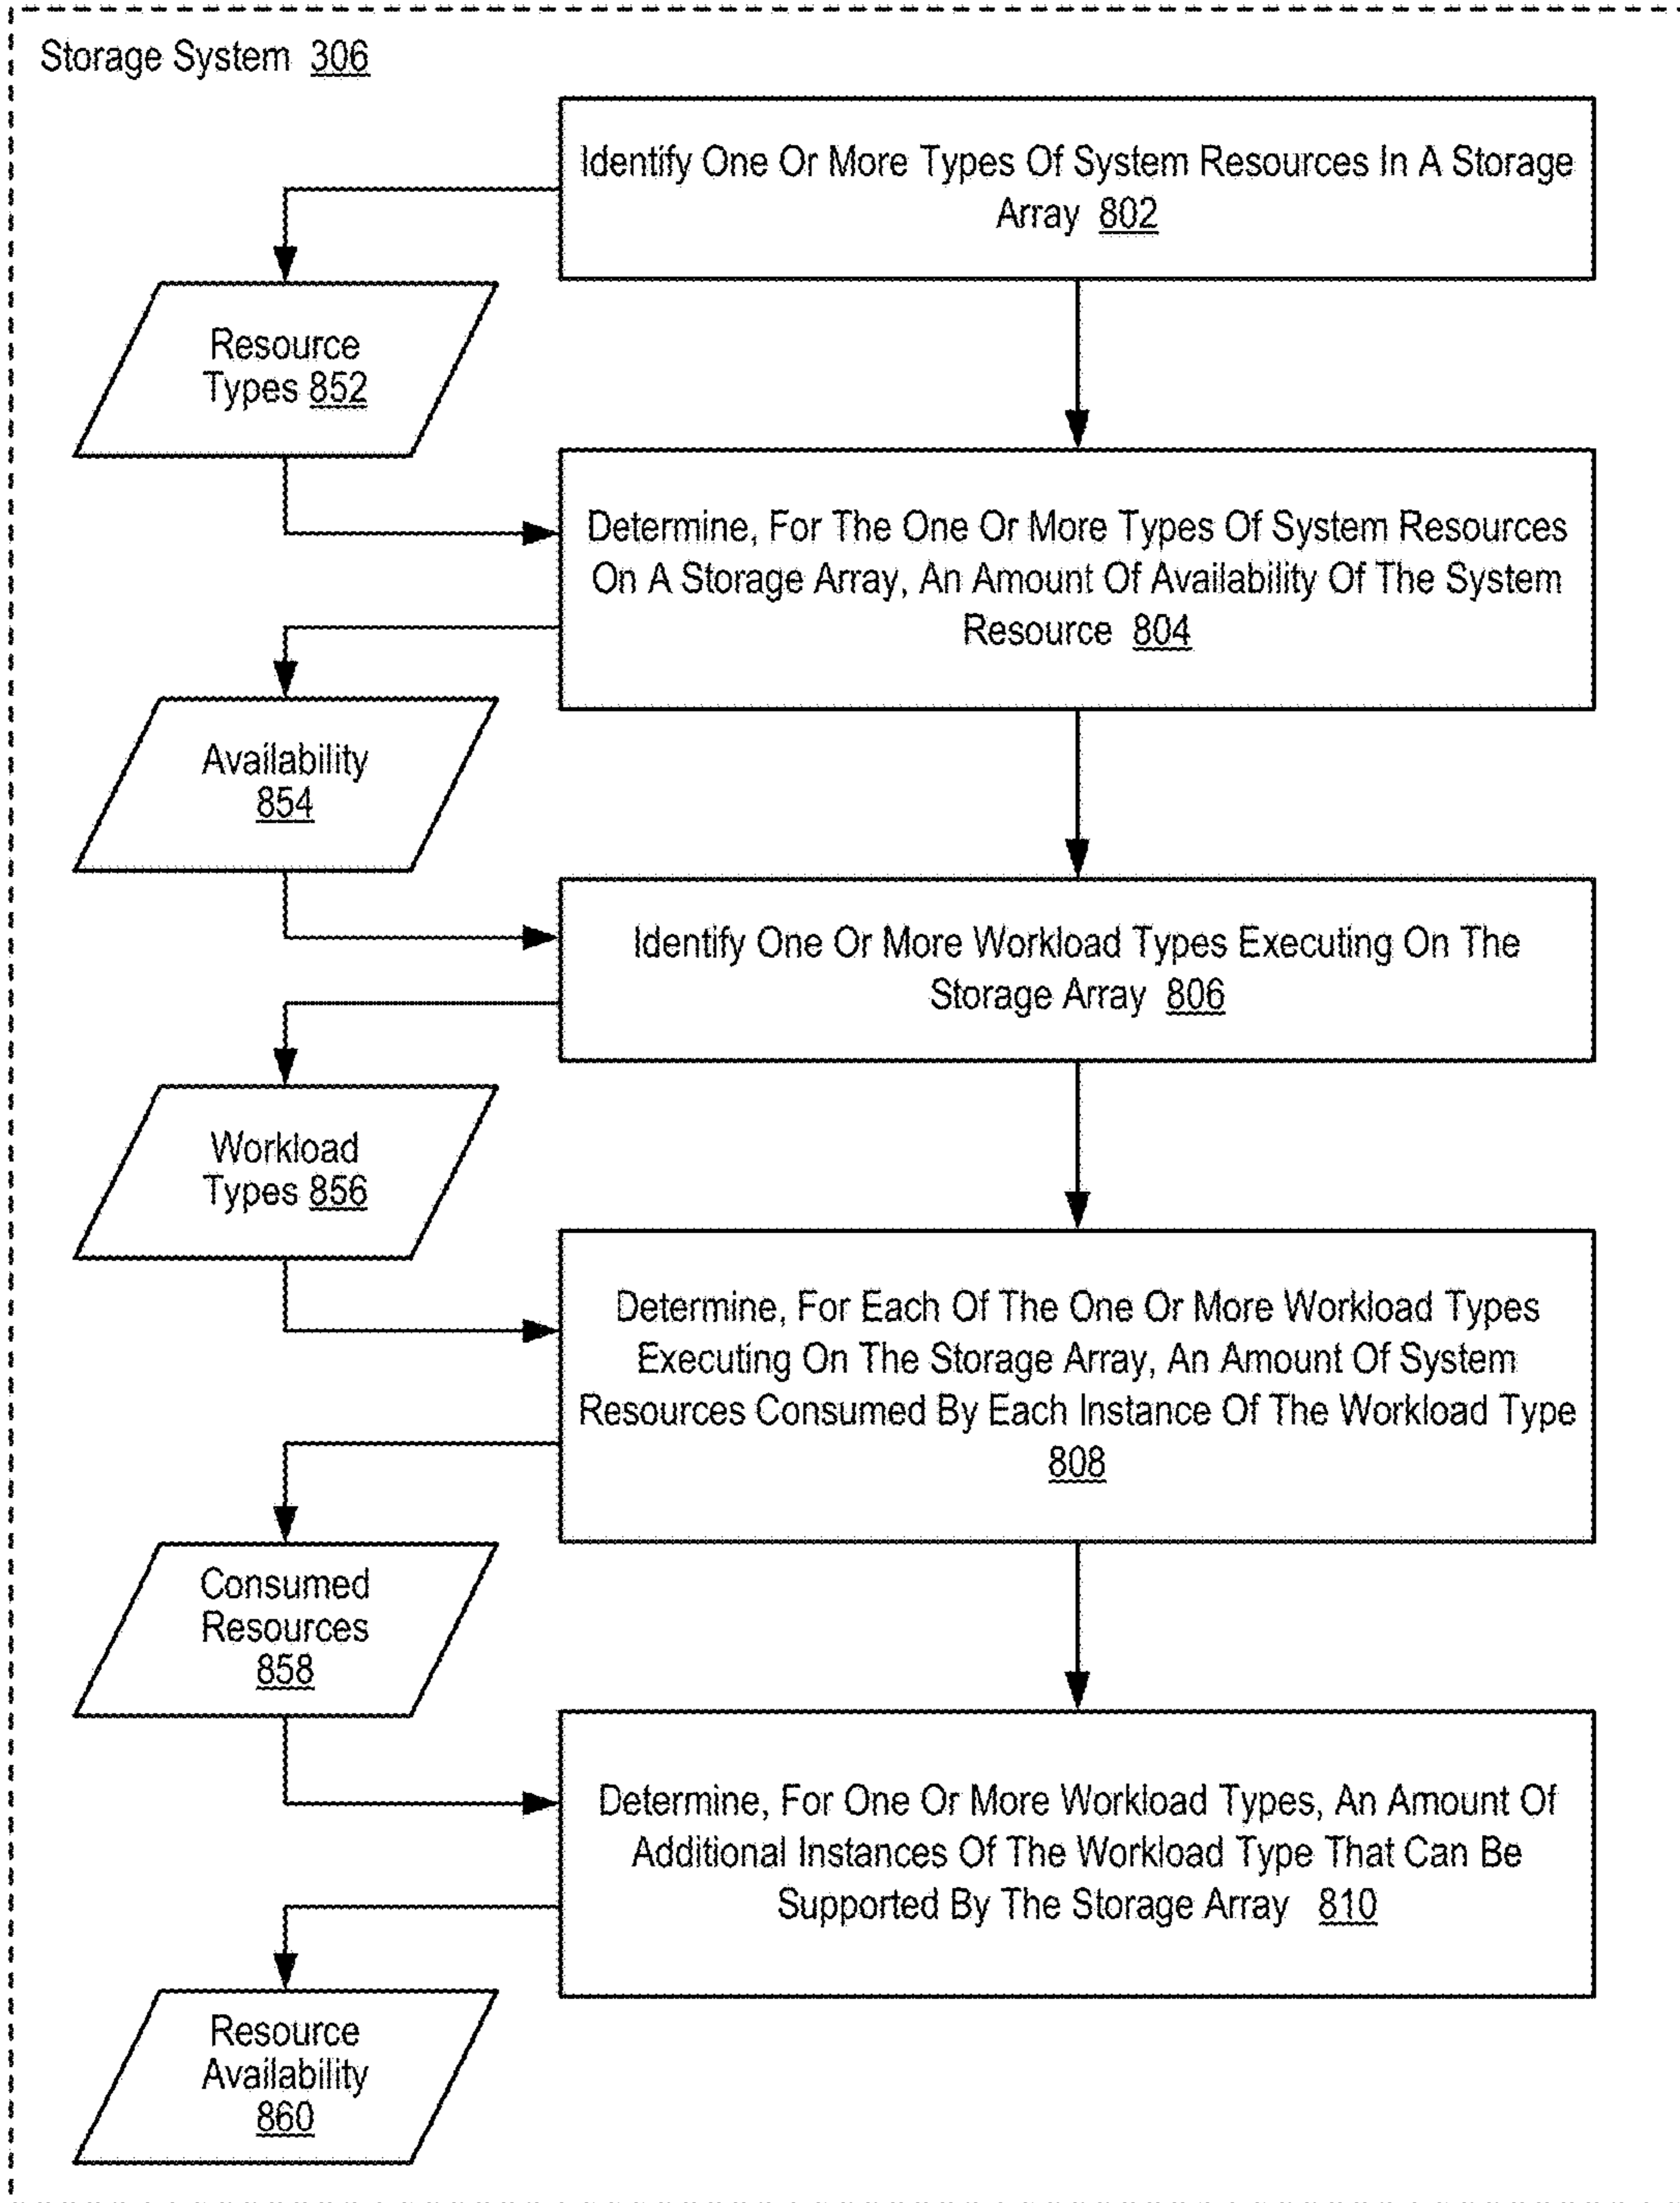 Storage System 306
Identify One Or More Types Of System Resources In A Storage
Array 802
Resource
Types 852
Determine, For The One Or More Types Of System Resources
On A Storage Array, An Amount Of Availability Of The System
Resource 804
Availability
854
Identify One Or More Workload Types Executing On The
Storage Array 806
Workload
Types 856
Determine, For Each Of The One Or More Workload Types
Executing On The Storage Array, An Amount Of System
Resources Consumed By Each Instance Of The Workload Type
808
Consumed
Resources
858
Determine, For One Or More Workload Types, An Amount Of
Additional Instances Of The Workload Type That Can Be
Supported By The Storage Array 810
Resource
Availability
860